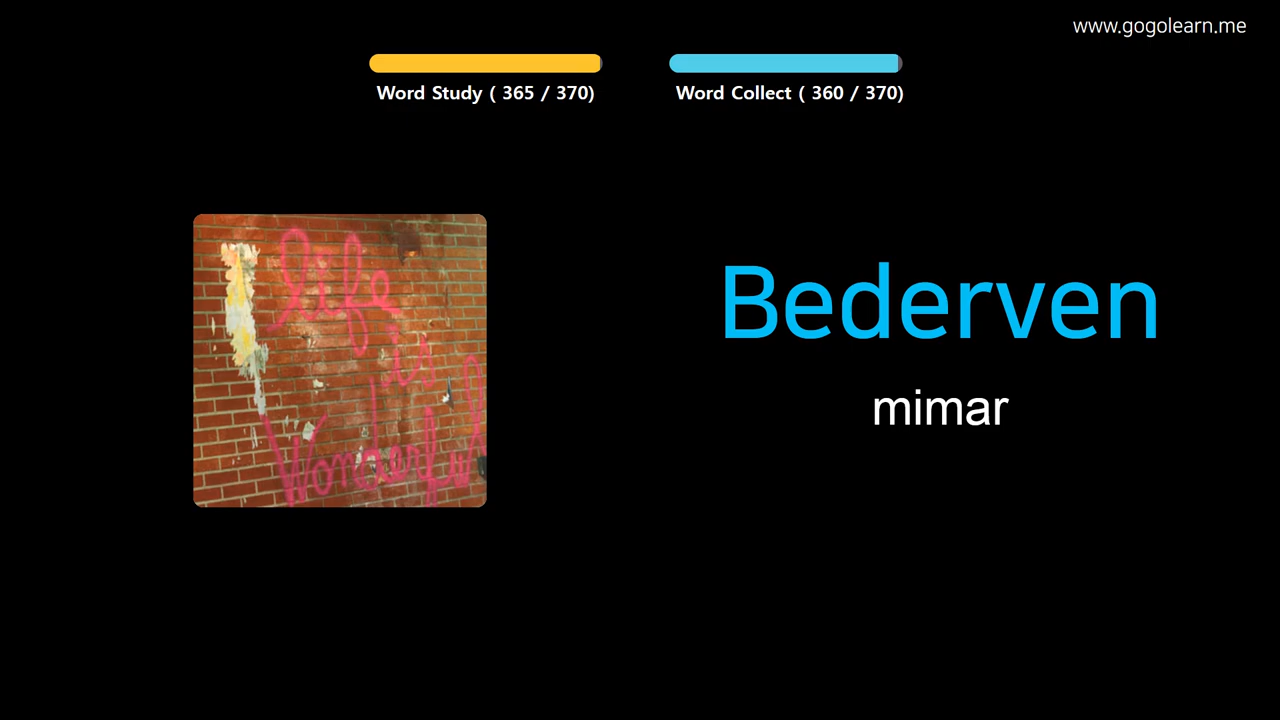 www.gogolearn.me
Word Study ( 365 / 370)
Word Collect ( 360 / 370)
life
is
Wonderful
Bederven
mimar